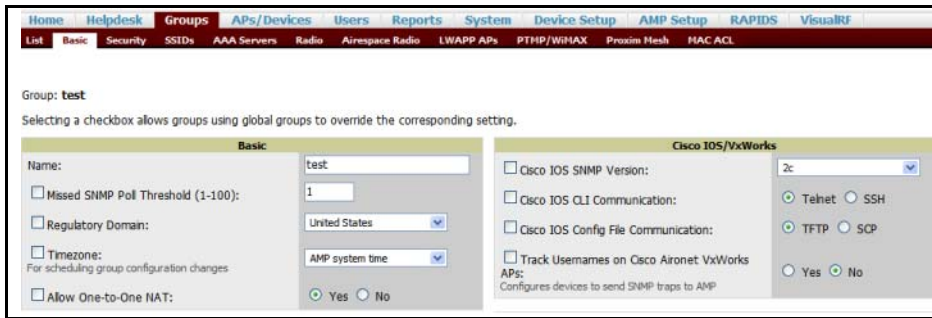 Home Helpdesk Groups APs/Devices Users Reports System Device Setup AMP Setup RAPIDS VisualRF
List Basic Security SSIDs AAA Servers Radio Airespace Radio LWAPP APs PTMP/WiMAX Proxim Mesh MAC ACL
Group: test
Selecting a checkbox allows groups using global groups to override the corresponding setting.
Basic
Name: test
Missed SNMP Poll Threshold (1-100): 1
Regulatory Domain: United States
Timezone: AMP system time
For scheduling group configuration changes
Allow One-to-One NAT: Yes No
Cisco IOS/VxWorks
Cisco IOS SNMP Version: 2c
Cisco IOS CLI Communication: Telnet SSH
Cisco IOS Config File Communication: TFTP SCP
Track Usernames on Cisco Aironet VxWorks
APs: Yes No
Configures devices to send SNMP traps to AMP